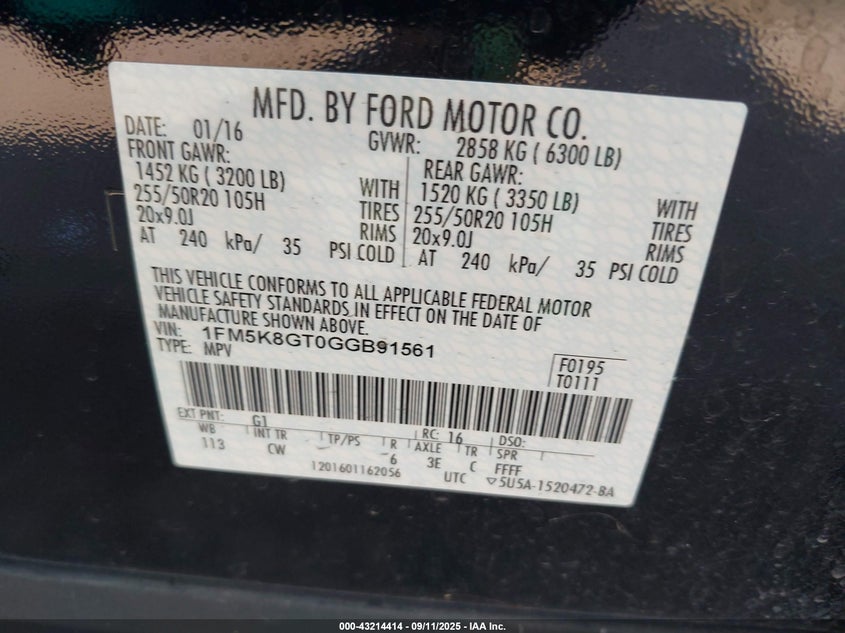 MFD. BY FORD MOTOR CO.
DATE: 01/16 GVWR: 2858 KG ( 6300 LB)
FRONT GAWR: REAR GAWR:
1452 KG ( 3200 LB) WITH 1520 KG ( 3350 LB) WITH
255/50R20 105H TIRES 255/50R20 105H TIRES
20x9.0J RIMS 20x9.0J RIMS
AT 240 kPa/ 35 PSI COLD AT 240 kPa/ 35 PSI COLD
THIS VEHICLE CONFORMS TO ALL APPLICABLE FEDERAL MOTOR
VEHICLE SAFETY STANDARDS IN EFFECT ON THE DATE OF
MANUFACTURE SHOWN ABOVE.
VIN: 1FM5K8GT0GGB91561
TYPE: MPV
F0195
T0111
EXT PNT: G1 RC: 16 DSO:
WB INT TR TP/PS R AXLE TR SPR
113 CW 6 3E C FFFF
1201601162056 UTC ▽5U5A-1520472-BA
000-43214414 - 09/11/2025 - IAA Inc.